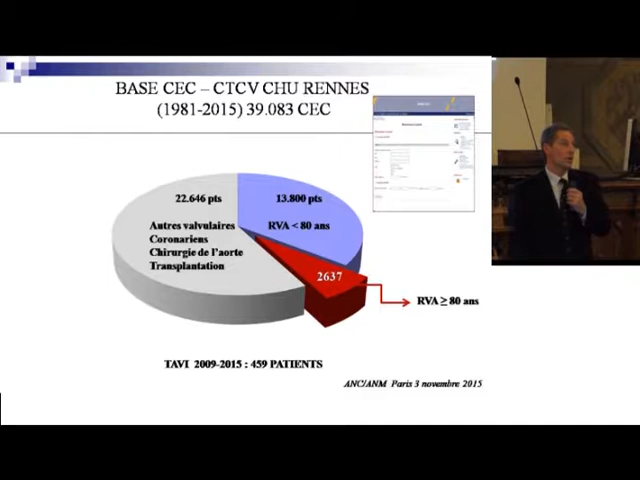 BASE CEC – CTCV CHU RENNES
(1981-2015) 39.083 CEC
22.646 pts
Autres valvulaires
Coronariens
Chirurgie de l'aorte
Transplantation
13.800 pts
RVA < 80 ans
2637
RVA ≥ 80 ans
TAVI 2009-2015 : 459 PATIENTS
ANC/ANM Paris 3 novembre 2015